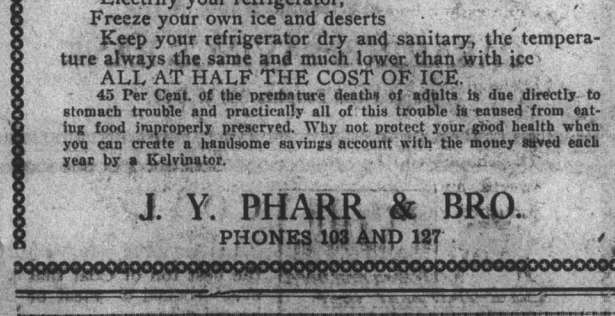 Electrify your refrigerator,
Freeze your own ice and deserts
Keep your refrigerator dry and sanitary, the tempera-
ture always the same and much lower than with ice
ALL AT HALF THE COST OF ICE.
45 Per Cent. of the premature deaths of adults is due directly to
stomach trouble and practically all of this trouble is caused from eat-
ing food improperly preserved. Why not protect your good health when
you can create a handsome savings account with the money saved each
year by a Kelvinator.
J. Y. PHARR & BRO.
PHONES 103 AND 127